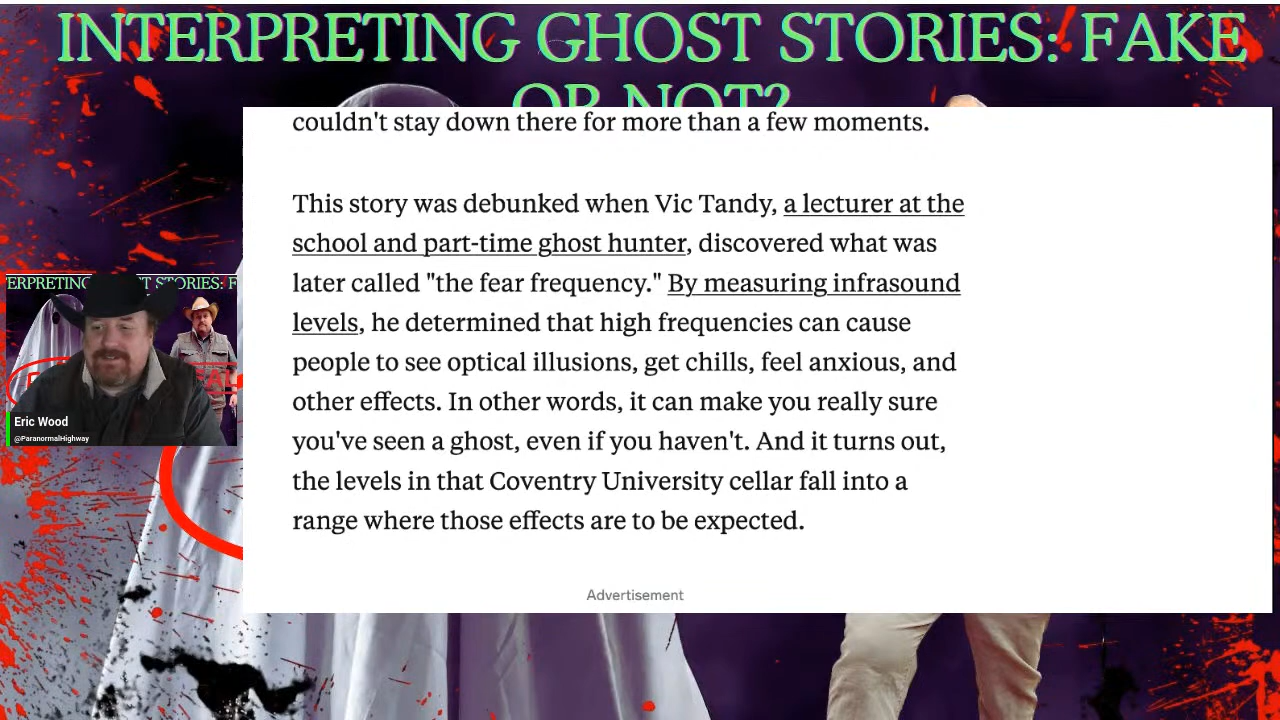 INTERPRETING GHOST STORIES: FAKE
OR NOT?
couldn't stay down there for more than a few moments.
This story was debunked when Vic Tandy, a lecturer at the
school and part-time ghost hunter, discovered what was
later called "the fear frequency." By measuring infrasound
levels, he determined that high frequencies can cause
people to see optical illusions, get chills, feel anxious, and
other effects. In other words, it can make you really sure
you've seen a ghost, even if you haven't. And it turns out,
the levels in that Coventry University cellar fall into a
range where those effects are to be expected.
Advertisement
Eric Wood
@ParanormalHighway